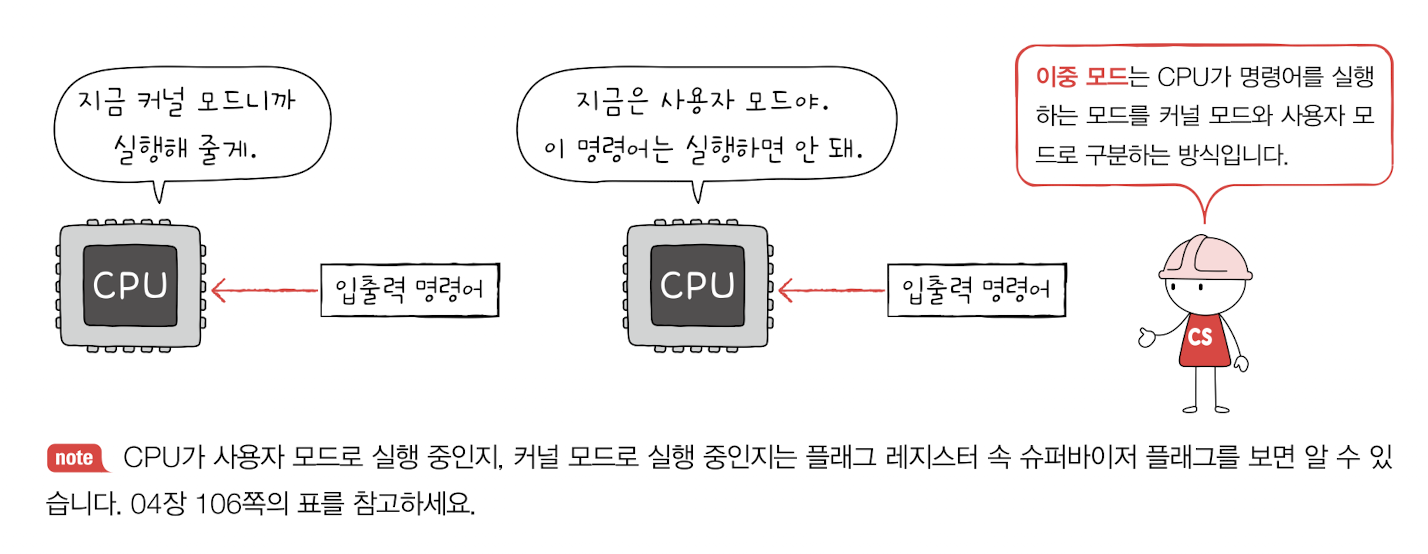 지금 커널 모드니까
실행해 줄게.
CPU
입출력 명령어
지금은 사용자 모드야.
이 명령어는 실행하면 안 돼.
CPU
입출력 명령어
이중 모드는 CPU가 명령어를 실행
하는 모드를 커널 모드와 사용자 모
드로 구분하는 방식입니다.
CS
note CPU가 사용자 모드로 실행 중인지, 커널 모드로 실행 중인지는 플래그 레지스터 속 슈퍼바이저 플래그를 보면 알 수 있
습니다. 04장 106쪽의 표를 참고하세요.